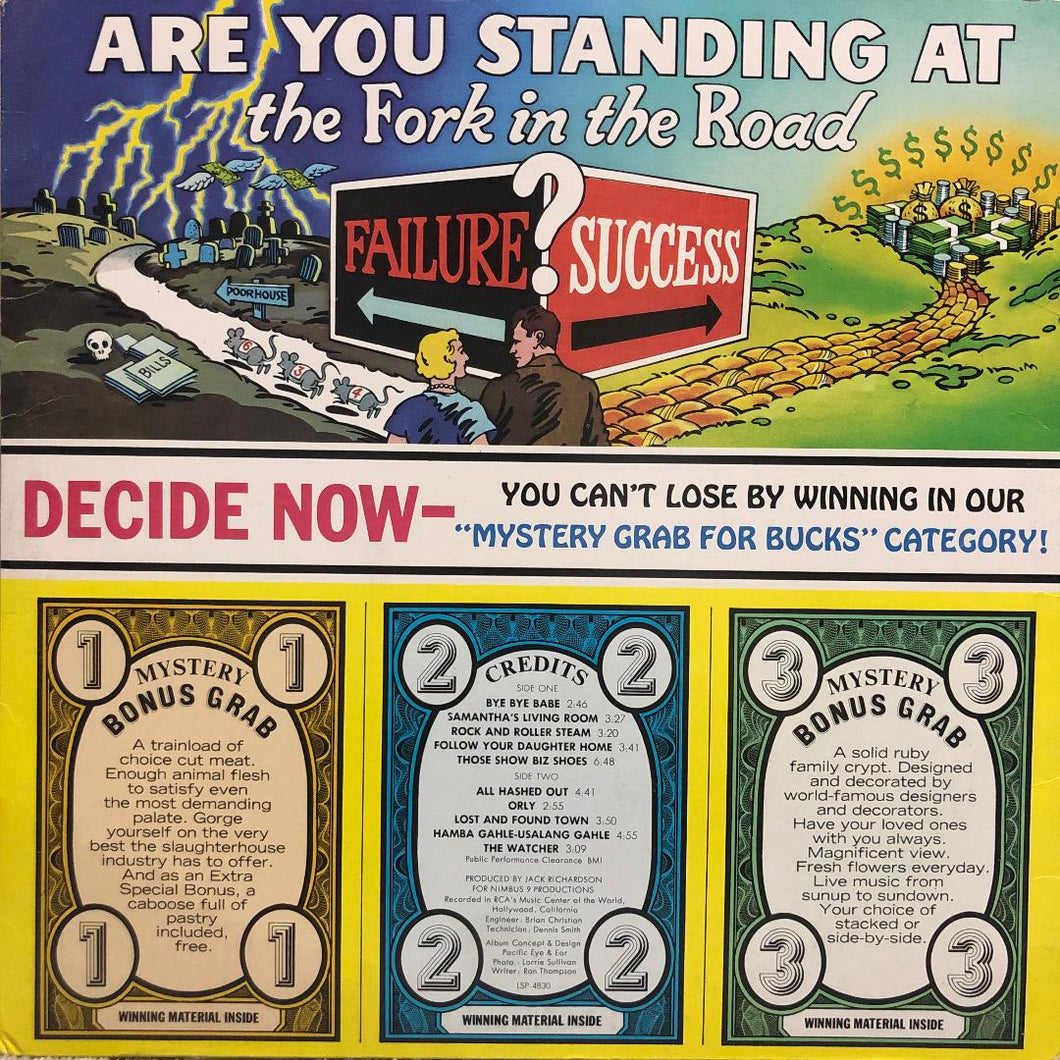 ARE YOU STANDING AT
the Fork in the Road
?
FAILURE
SUCCESS
POORHOUSE
BILLS
6
3
7
4
$ $ $ $ $ $ $ $ $
$ $
DECIDE NOW–
YOU CAN'T LOSE BY WINNING IN OUR
"MYSTERY GRAB FOR BUCKS" CATEGORY!
1 1
MYSTERY
BONUS GRAB
A trainload of
choice cut meat.
Enough animal flesh
to satisfy even
the most demanding
palate. Gorge
yourself on the very
best the slaughterhouse
industry has to offer.
And as an Extra
Special Bonus, a
caboose full of
pastry
included,
free.
1 1
WINNING MATERIAL INSIDE
2 2
CREDITS
SIDE ONE
BYE BYE BABE 2:46
SAMANTHA'S LIVING ROOM 3:27
ROCK AND ROLLER STEAM 3:20
FOLLOW YOUR DAUGHTER HOME 3:41
THOSE SHOW BIZ SHOES 6:48
SIDE TWO
ALL HASHED OUT 4:41
ORLY 2:55
LOST AND FOUND TOWN 3:50
HAMBA GAHLE-USALANG GAHLE 4:55
THE WATCHER 3:09
Public Performance Clearance BMI
PRODUCED BY JACK RICHARDSON
FOR NIMBUS 9 PRODUCTIONS
Recorded in RCA's Music Center of the World,
Hollywood, California
Engineer: Brian Christian
Technician: Dennis Smith
Album Concept & Design
Pacific Eye & Ear
Photo: Lorrie Sullivan
Writer: Ron Thompson
LSP-4830
2 2
WINNING MATERIAL INSIDE
3 3
MYSTERY
BONUS GRAB
A solid ruby
family crypt. Designed
and decorated by
world-famous designers
and decorators.
Have your loved ones
with you always.
Magnificent view.
Fresh flowers everyday.
Live music from
sunup to sundown.
Your choice of
stacked or
side-by-side.
3 3
WINNING MATERIAL INSIDE